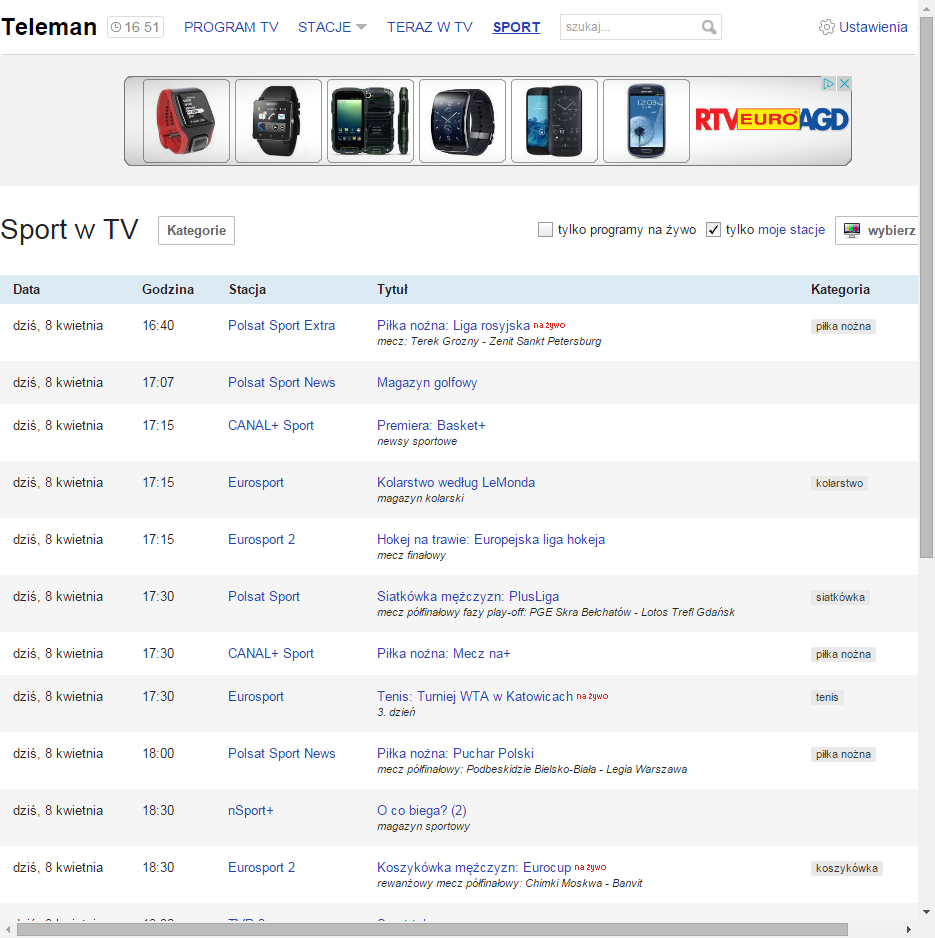 Teleman 16 51 PROGRAM TV STACJE TERAZ W TV SPORT szukaj... Ustawienia
12:03
RTV EURO AGD
Sport w TV Kategorie tylko programy na żywo tylko moje stacje wybierz
Data Godzina Stacja Tytuł Kategoria
dziś, 8 kwietnia 16:40 Polsat Sport Extra Piłka nożna: Liga rosyjska na żywo piłka nożna
mecz: Terek Grozny - Zenit Sankt Petersburg
dziś, 8 kwietnia 17:07 Polsat Sport News Magazyn golfowy
dziś, 8 kwietnia 17:15 CANAL+ Sport Premiera: Basket+
newsy sportowe
dziś, 8 kwietnia 17:15 Eurosport Kolarstwo według LeMonda kolarstwo
magazyn kolarski
dziś, 8 kwietnia 17:15 Eurosport 2 Hokej na trawie: Europejska liga hokeja
mecz finałowy
dziś, 8 kwietnia 17:30 Polsat Sport Siatkówka mężczyzn: PlusLiga siatkówka
mecz półfinałowy fazy play-off: PGE Skra Bełchatów - Lotos Trefl Gdańsk
dziś, 8 kwietnia 17:30 CANAL+ Sport Piłka nożna: Mecz na+ piłka nożna
dziś, 8 kwietnia 17:30 Eurosport Tenis: Turniej WTA w Katowicach na żywo tenis
3. dzień
dziś, 8 kwietnia 18:00 Polsat Sport News Piłka nożna: Puchar Polski piłka nożna
mecz półfinałowy: Podbeskidzie Bielsko-Biała - Legia Warszawa
dziś, 8 kwietnia 18:30 nSport+ O co biega? (2)
magazyn sportowy
dziś, 8 kwietnia 18:30 Eurosport 2 Koszykówka mężczyzn: Eurocup na żywo koszykówka
rewanżowy mecz półfinałowy: Chimki Moskwa - Banvit